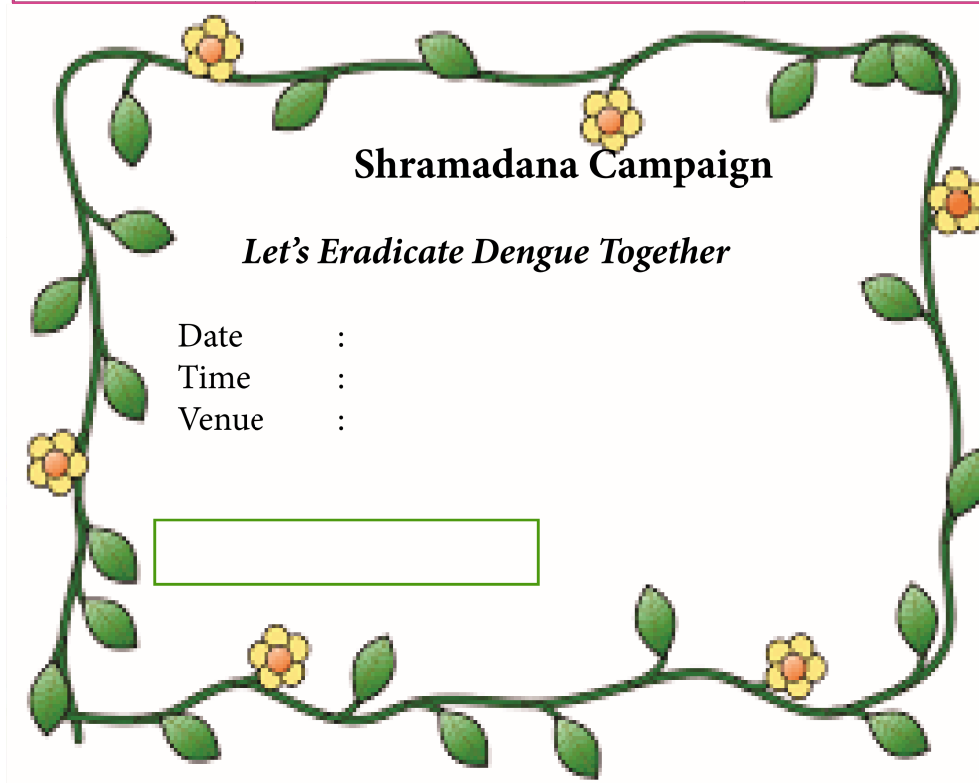 Shramadana Campaign
Let's Eradicate Dengue Together
Date :
Time :
Venue :